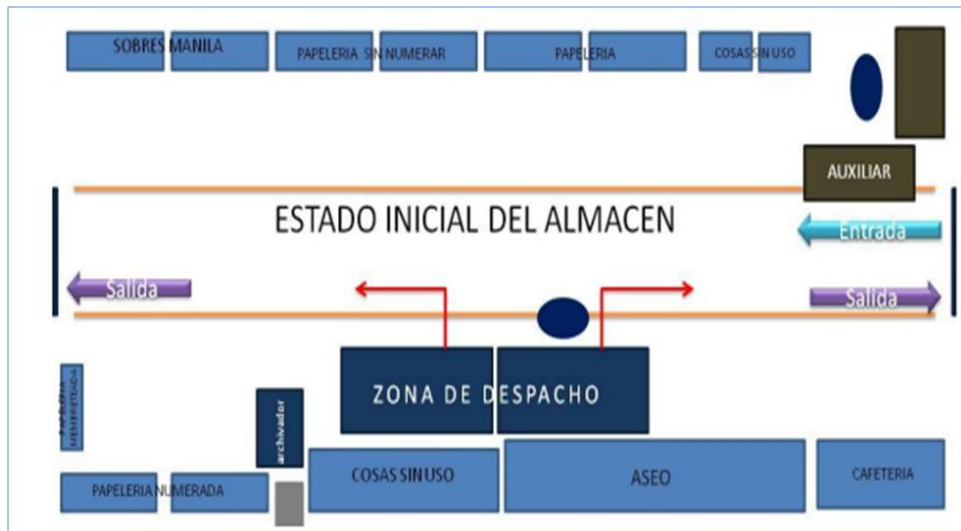 SOBRES MANILA
PAPELERIA SIN NUMERAR
PAPELERIA
COSAS SIN USO
AUXILIAR
ESTADO INICIAL DEL ALMACEN
Entrada
Salida
Salida
ZONA DE DESPACHO
PAPELERIA
archivador
PAPELERIA NUMERADA
COSAS SIN USO
ASEO
CAFETERIA